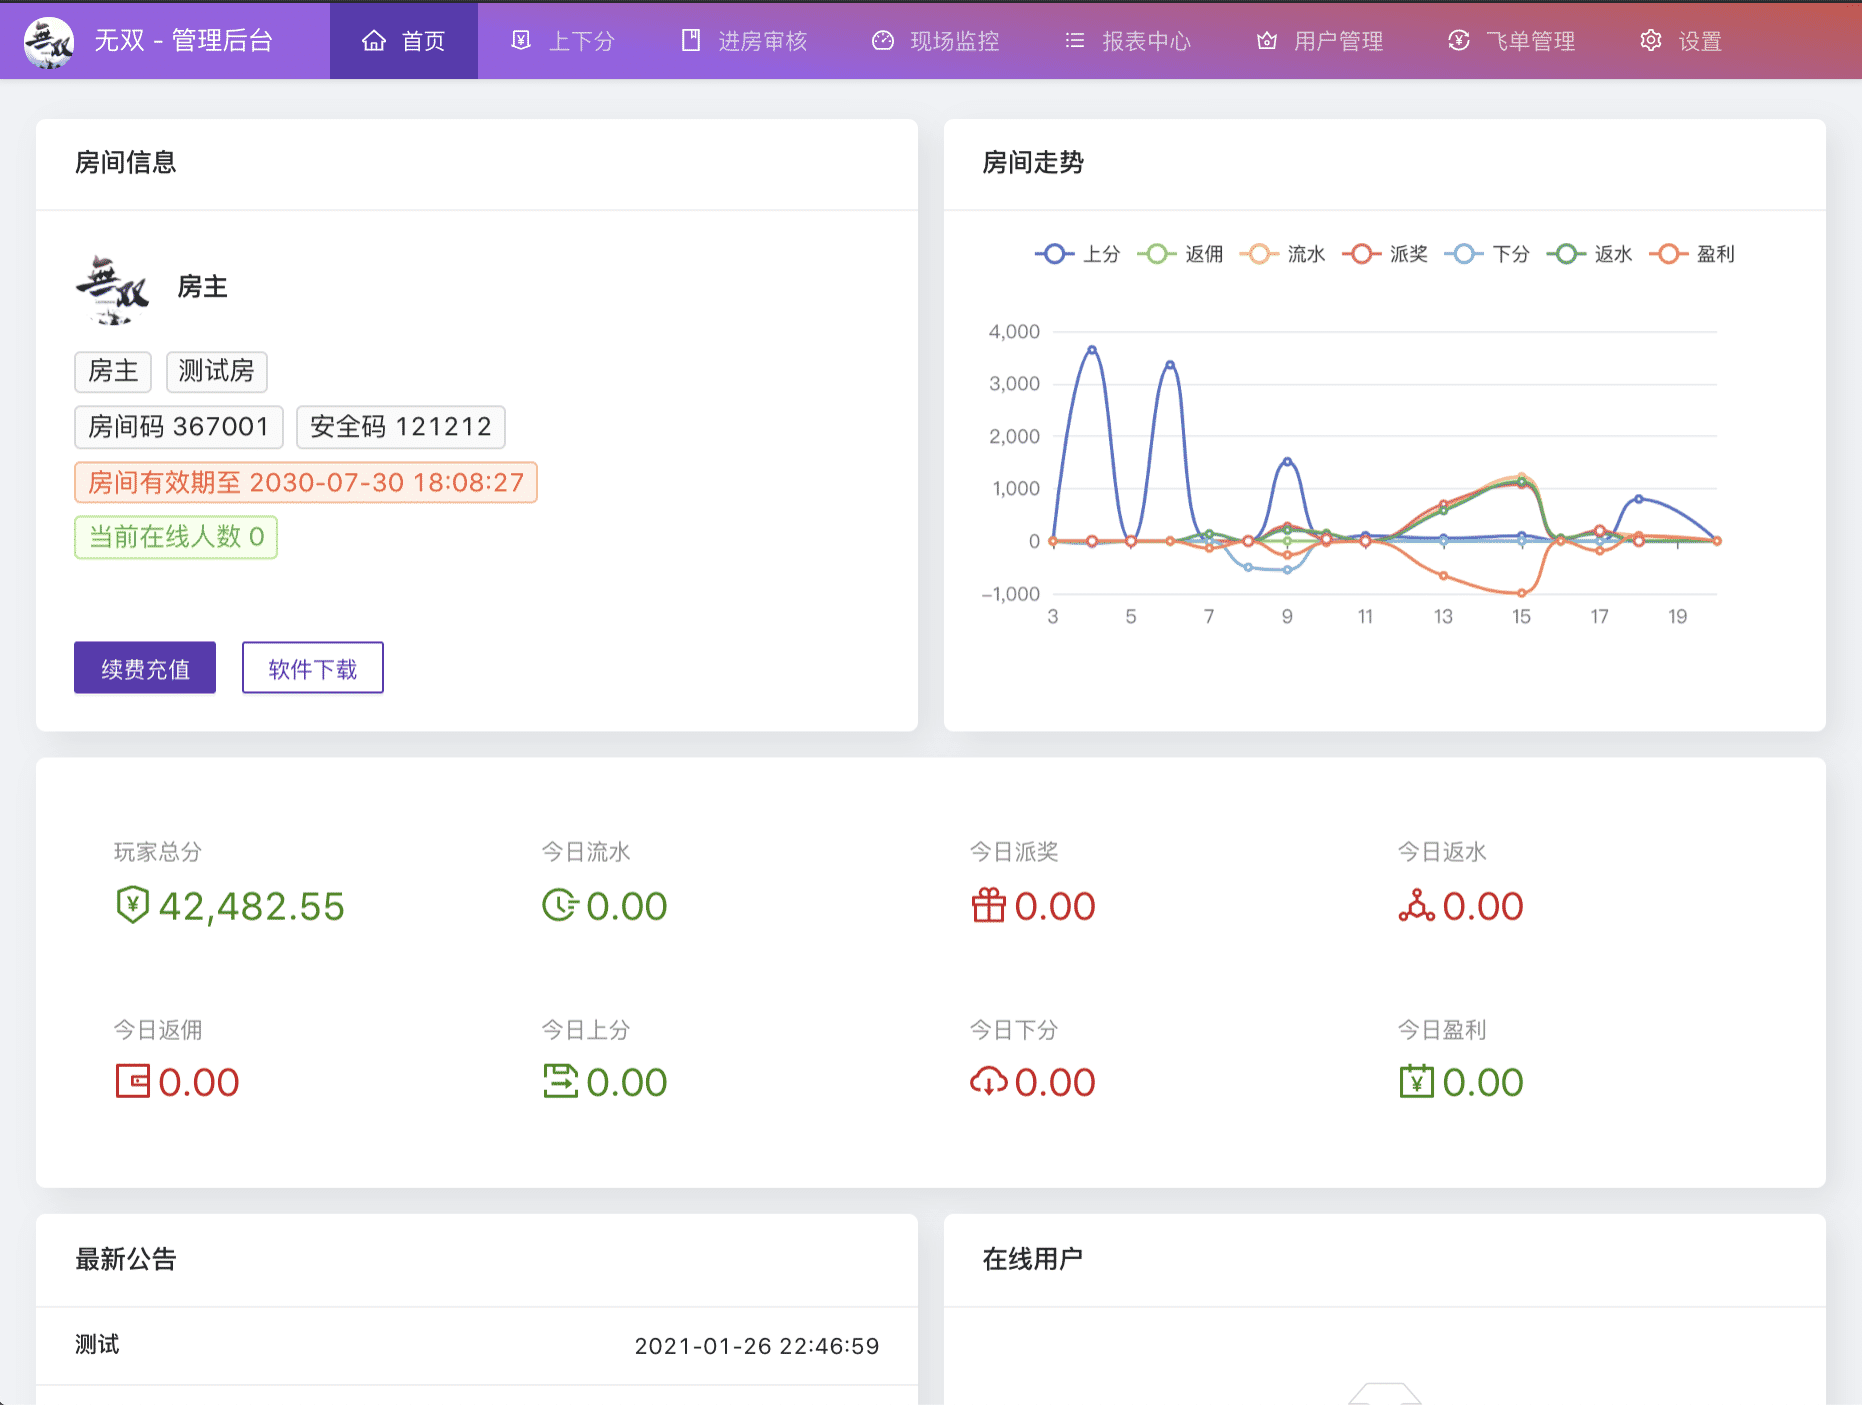 无双 - 管理后台 首页 上下分 进房审核 现场监控 报表中心 用户管理 飞单管理 设置
房间信息
無双 房主
房主 测试房
房间码 367001 安全码 121212
房间有效期至 2030-07-30 18:08:27
当前在线人数 0
续费充值 软件下载
房间走势
上分 返佣 流水 派奖 下分 返水 盈利
4,000
3,000
2,000
1,000
0
-1,000
3 5 7 9 11 13 15 17 19
玩家总分 今日流水 今日派奖 今日返水
42,482.55 0.00 0.00 0.00
今日返佣 今日上分 今日下分 今日盈利
0.00 0.00 0.00 0.00
最新公告
测试 2021-01-26 22:46:59
在线用户